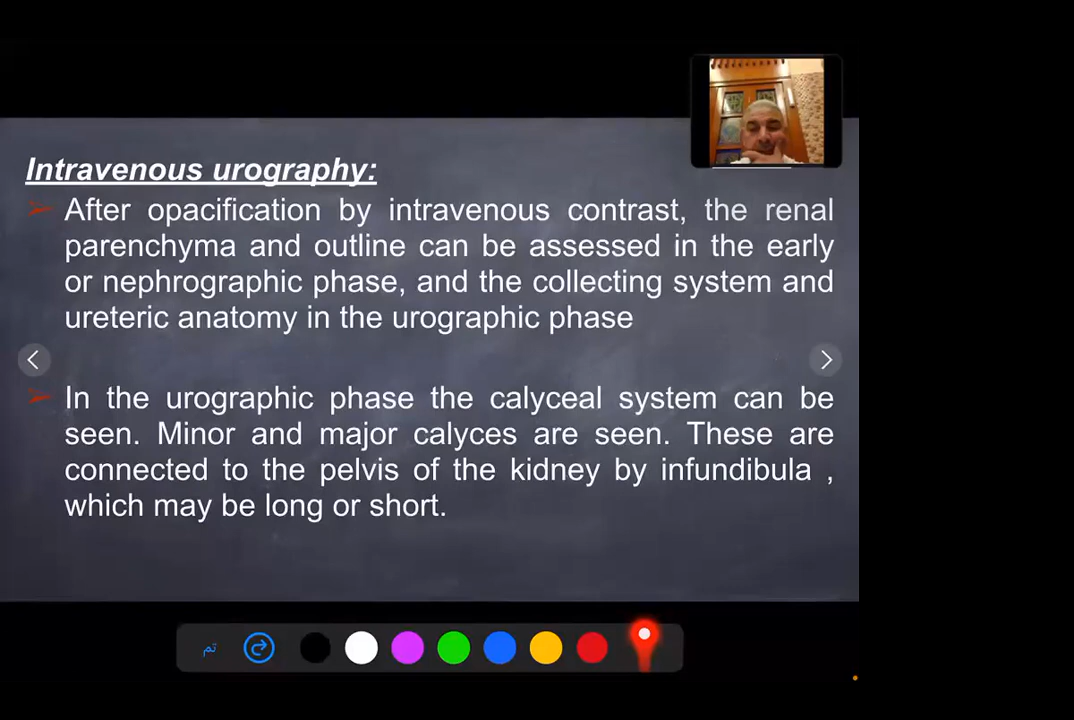 Intravenous urography:
➢ After opacification by intravenous contrast, the renal
parenchyma and outline can be assessed in the early
or nephrographic phase, and the collecting system and
ureteric anatomy in the urographic phase
➢ In the urographic phase the calyceal system can be
seen. Minor and major calyces are seen. These are
connected to the pelvis of the kidney by infundibula ,
which may be long or short.
تم